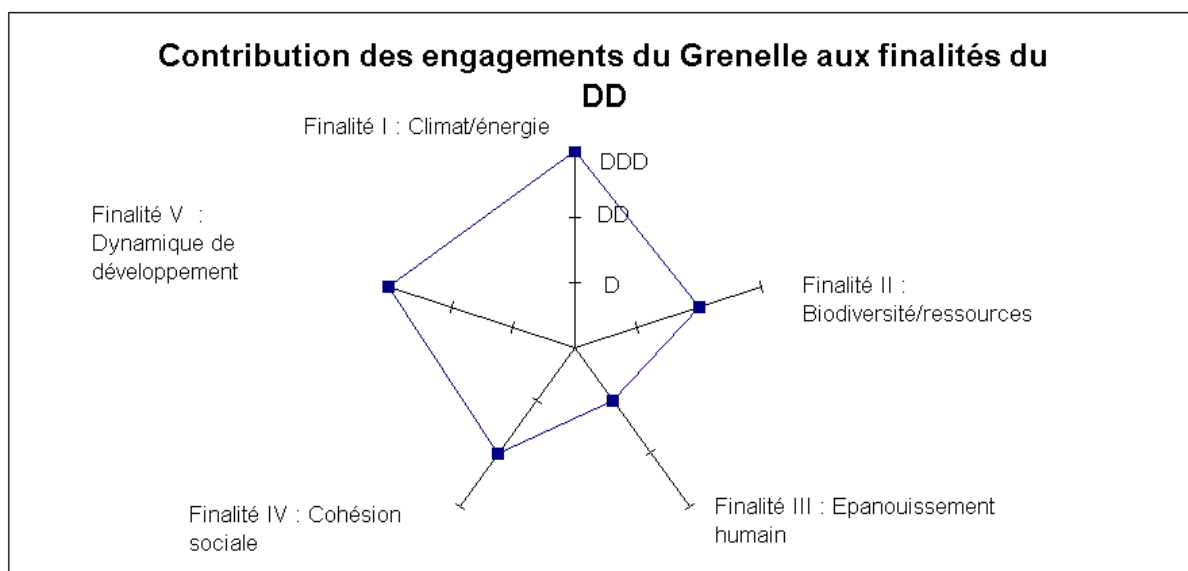 Contribution des engagements du Grenelle aux finalités du
DD
Finalité I : Climat/énergie
DDD
DD
D
Finalité V :
Dynamique de
développement
Finalité II :
Biodiversité/ressources
Finalité IV : Cohésion
sociale
Finalité III : Epanouissement
humain